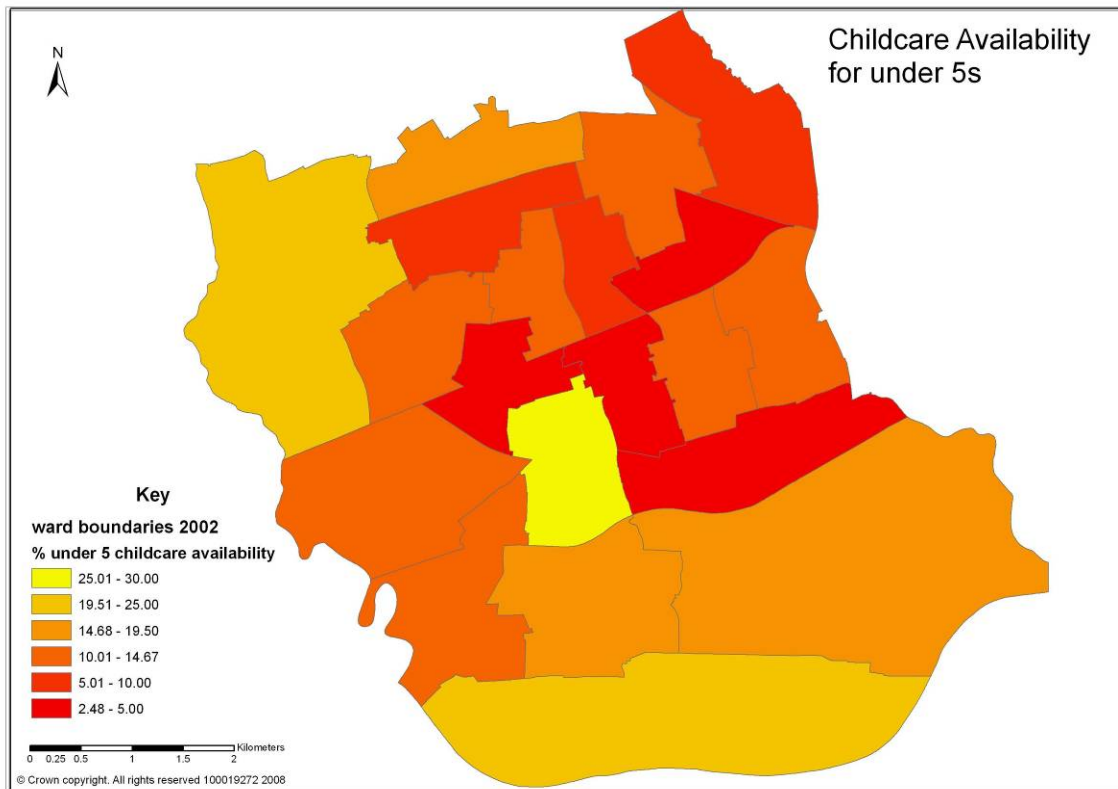 N
Childcare Availability
for under 5s
Key
ward boundaries 2002
% under 5 childcare availability
25.01 - 30.00
19.51 - 25.00
14.68 - 19.50
10.01 - 14.67
5.01 - 10.00
2.48 - 5.00
Kilometers
0 0.25 0.5 1 1.5 2
© Crown copyright. All rights reserved 100019272 2008